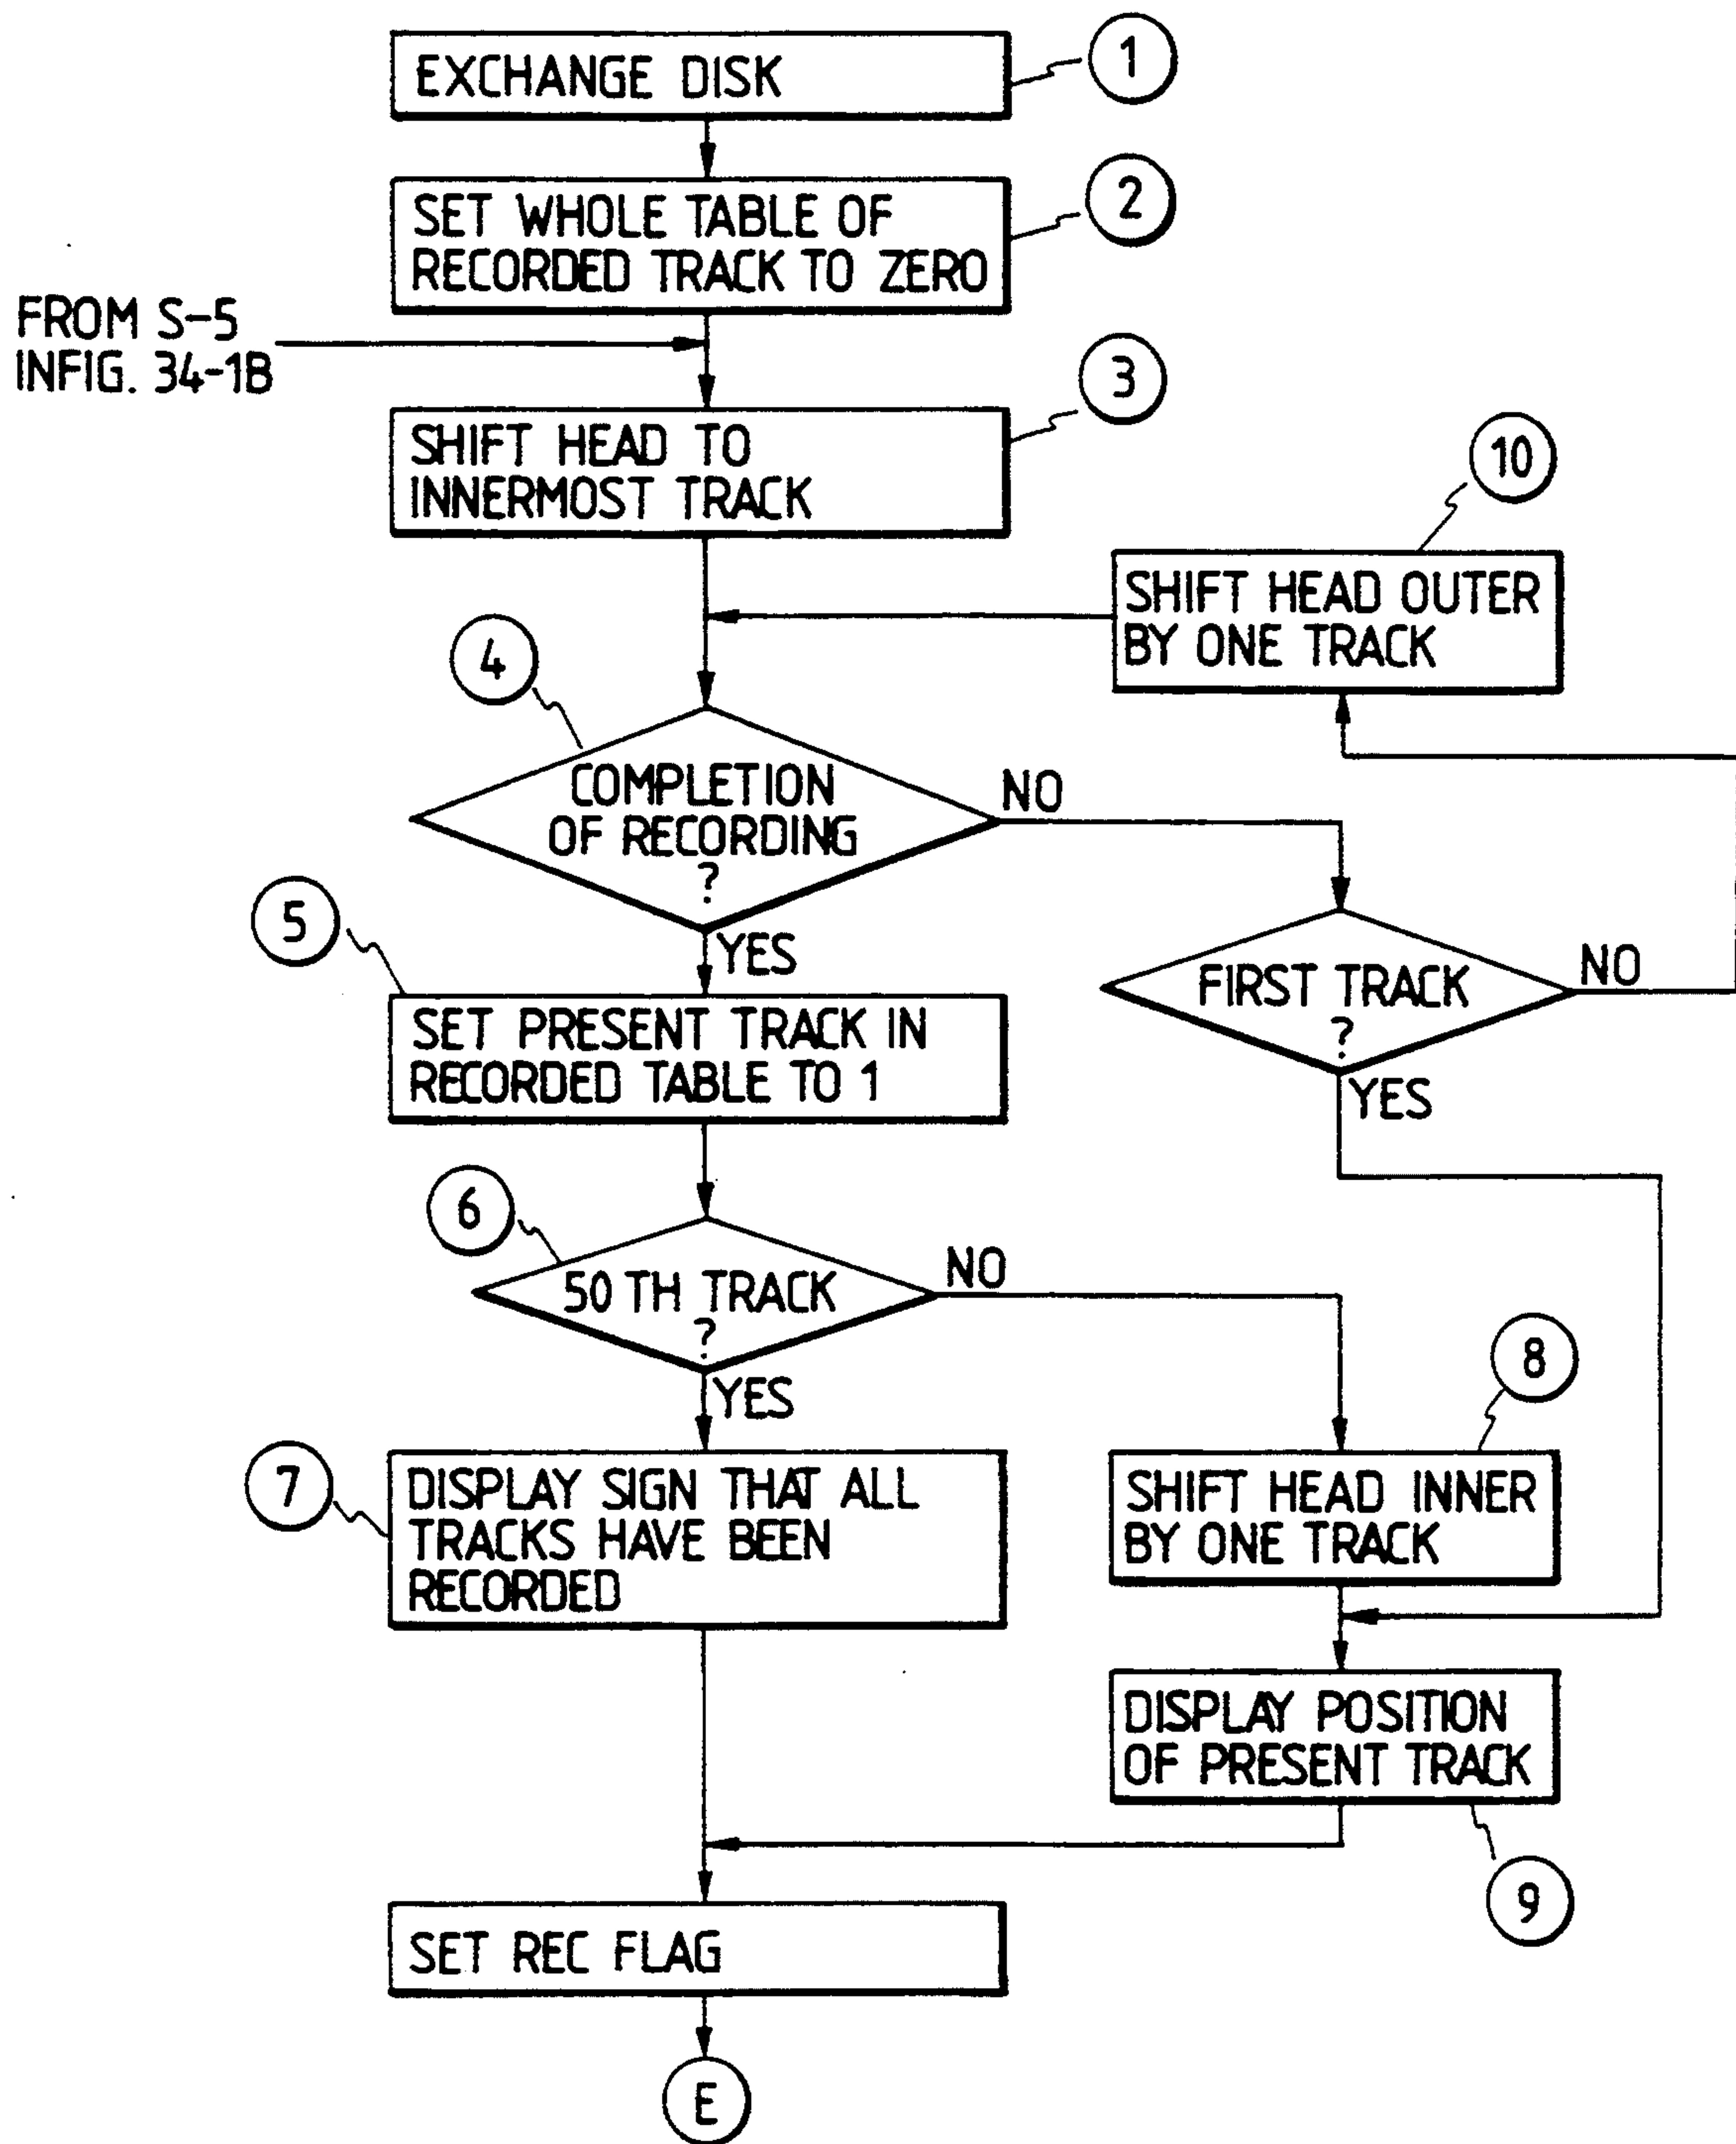 EXCHANGE DISK
1
SET WHOLE TABLE OF
RECORDED TRACK TO ZERO
2
FROM S-5
INFIG. 34-1B
SHIFT HEAD TO
INNERMOST TRACK
3
10
SHIFT HEAD OUTER
BY ONE TRACK
4
COMPLETION
OF RECORDING
?
NO
YES
5
FIRST TRACK
?
NO
YES
SET PRESENT TRACK IN
RECORDED TABLE TO 1
6
50 TH TRACK
?
NO
YES
8
7
DISPLAY SIGN THAT ALL
TRACKS HAVE BEEN
RECORDED
SHIFT HEAD INNER
BY ONE TRACK
DISPLAY POSITION
OF PRESENT TRACK
9
SET REC FLAG
E